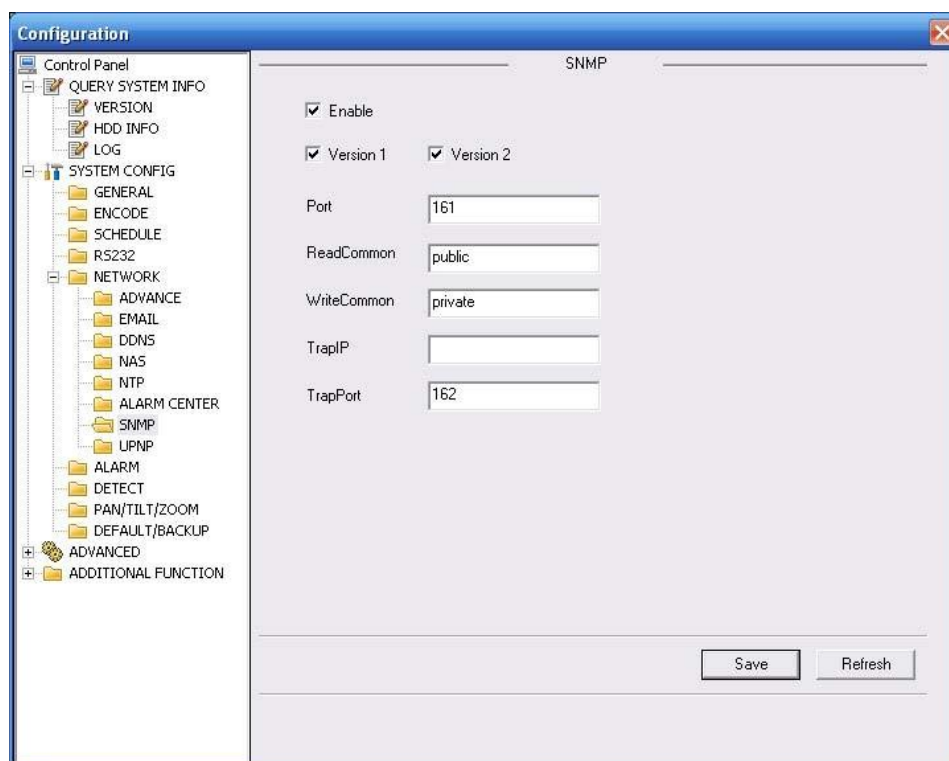 Configuration
Control Panel
QUERY SYSTEM INFO
VERSION
HDD INFO
LOG
SYSTEM CONFIG
GENERAL
ENCODE
SCHEDULE
RS232
NETWORK
ADVANCE
EMAIL
DDNS
NAS
NTP
ALARM CENTER
SNMP
UPNP
ALARM
DETECT
PAN/TILT/ZOOM
DEFAULT/BACKUP
ADVANCED
ADDITIONAL FUNCTION
SNMP
Enable
Version 1 Version 2
Port 161
ReadCommon public
WriteCommon private
TrapIP
TrapPort 162
Save Refresh